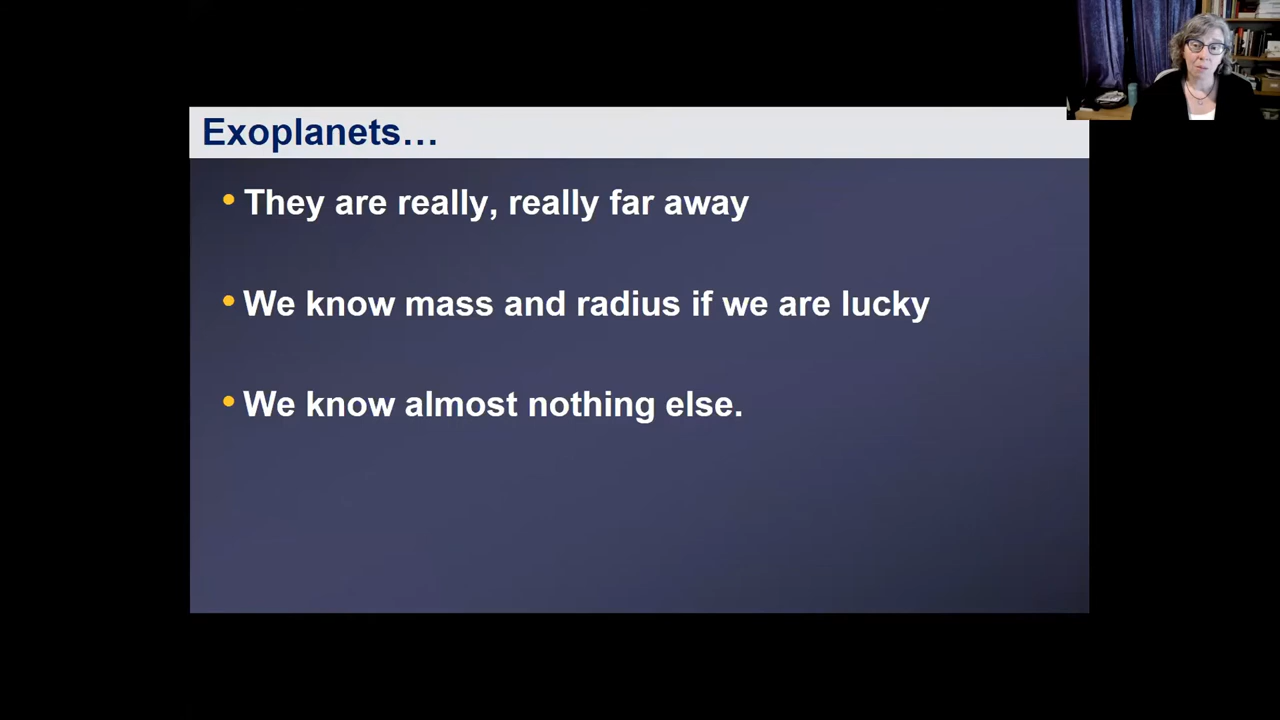 Exoplanets…
• They are really, really far away
• We know mass and radius if we are lucky
• We know almost nothing else.